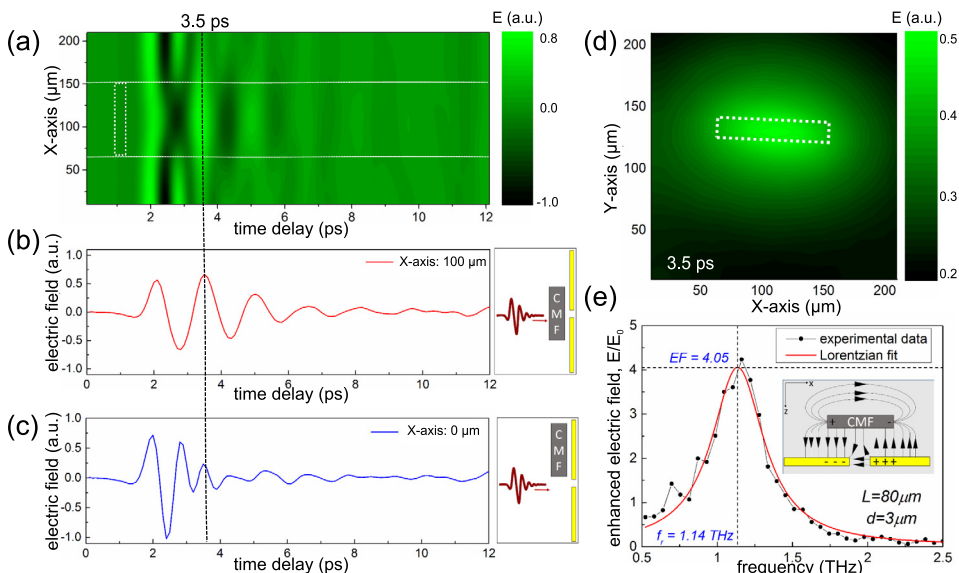 3.5 ps
(a)
E (a.u.)
X-axis (µm)
200
150
100
50
2
4
6
8
10
12
time delay (ps)
0.8
0.0
-1.0
(b)
electric field (a.u.)
1.0
0.5
0.0
-0.5
-1.0
X-axis: 100 µm
0
2
4
6
8
10
12
time delay (ps)
C
M
F
(c)
electric field (a.u.)
1.0
0.5
0.0
-0.5
-1.0
X-axis: 0 µm
0
2
4
6
8
10
12
time delay (ps)
C
M
F
(d)
E (a.u.)
Y-axis (µm)
200
150
100
50
0
3.5 ps
50
100
150
200
X-axis (µm)
0.5
0.4
0.3
0.2
(e)
enhanced electric field, E/E0
5
4
3
2
1
0
EF = 4.05
experimental data
Lorentzian fit
x
z
+ CMF -
- - -
+ + +
L=80µm
d=3µm
fr = 1.14 THz
0.5
1
1.5
2
2.5
frequency (THz)